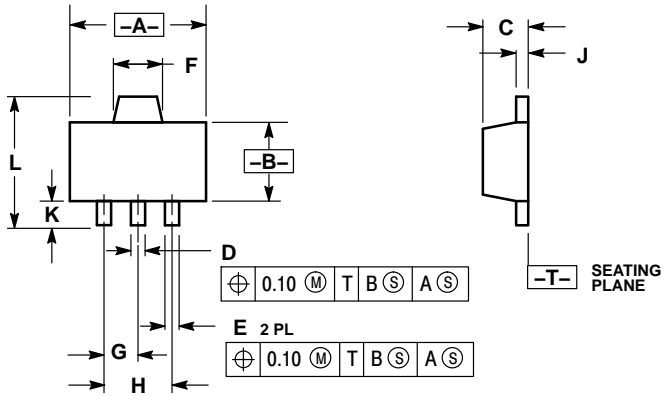 –A–
C
F
J
L
–B–
K
D
–T– SEATING PLANE
⌖ 0.10 Ⓜ T B Ⓢ A Ⓢ
E 2 PL
G
⌖ 0.10 Ⓜ T B Ⓢ A Ⓢ
H